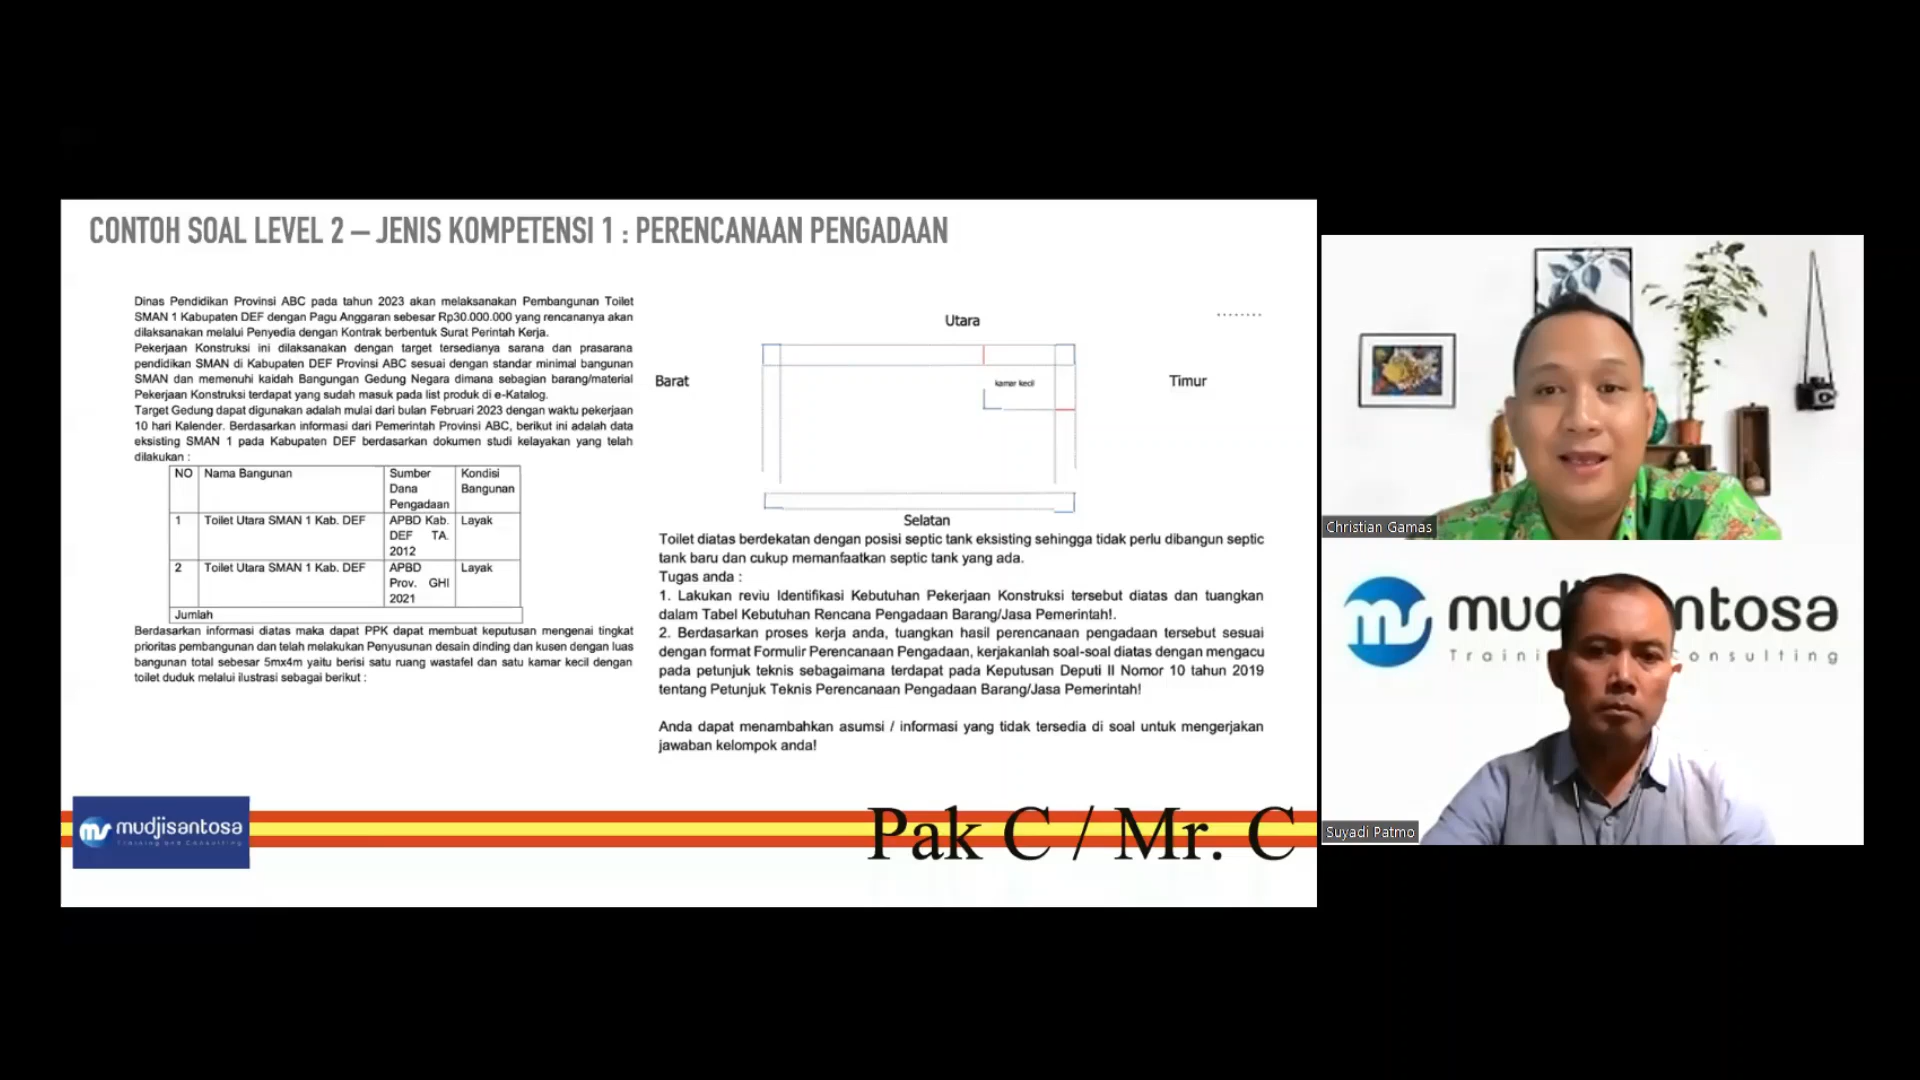 CONTOH SOAL LEVEL 2 – JENIS KOMPETENSI 1 : PERENCANAAN PENGADAAN
Dinas Pendidikan Provinsi ABC pada tahun 2023 akan melaksanakan Pembangunan Toilet
SMAN 1 Kabupaten DEF dengan Pagu Anggaran sebesar Rp30.000.000 yang rencananya akan
dilaksanakan melalui Penyedia dengan Kontrak berbentuk Surat Perintah Kerja.
Pekerjaan Konstruksi ini dilaksanakan dengan target tersedianya sarana dan prasarana
pendidikan SMAN di Kabupaten DEF Provinsi ABC sesuai dengan standar minimal bangunan
SMAN dan memenuhi kaidah Bangungan Gedung Negara dimana sebagian barang/material
Pekerjaan Konstruksi terdapat yang sudah masuk pada list produk di e-Katalog.
Target Gedung dapat digunakan adalah mulai dari bulan Februari 2023 dengan waktu pekerjaan
10 hari Kalender. Berdasarkan informasi dari Pemerintah Provinsi ABC, berikut ini adalah data
eksisting SMAN 1 pada Kabupaten DEF berdasarkan dokumen studi kelayakan yang telah
dilakukan :
NO Nama Bangunan Sumber Dana Pengadaan Kondisi Bangunan
1 Toilet Utara SMAN 1 Kab. DEF APBD Kab. DEF TA. 2012 Layak
2 Toilet Utara SMAN 1 Kab. DEF APBD Prov. GHI 2021 Layak
Jumlah
Berdasarkan informasi diatas maka dapat PPK dapat membuat keputusan mengenai tingkat
prioritas pembangunan dan telah melakukan Penyusunan desain dinding dan kusen dengan luas
bangunan total sebesar 5mx4m yaitu berisi satu ruang wastafel dan satu kamar kecil dengan
toilet duduk melalui ilustrasi sebagai berikut :
........
Utara
Barat
kamar kecil
Timur
Selatan
Toilet diatas berdekatan dengan posisi septic tank eksisting sehingga tidak perlu dibangun septic
tank baru dan cukup memanfaatkan septic tank yang ada.
Tugas anda :
1. Lakukan reviu Identifikasi Kebutuhan Pekerjaan Konstruksi tersebut diatas dan tuangkan
dalam Tabel Kebutuhan Rencana Pengadaan Barang/Jasa Pemerintah!.
2. Berdasarkan proses kerja anda, tuangkan hasil perencanaan pengadaan tersebut sesuai
dengan format Formulir Perencanaan Pengadaan, kerjakanlah soal-soal diatas dengan mengacu
pada petunjuk teknis sebagaimana terdapat pada Keputusan Deputi II Nomor 10 tahun 2019
tentang Petunjuk Teknis Perencanaan Pengadaan Barang/Jasa Pemerintah!
Anda dapat menambahkan asumsi / informasi yang tidak tersedia di soal untuk mengerjakan
jawaban kelompok anda!
mudjisantosa
Training and Consulting
Pak C / Mr. C
Christian Gamas
Suyadi Patmo